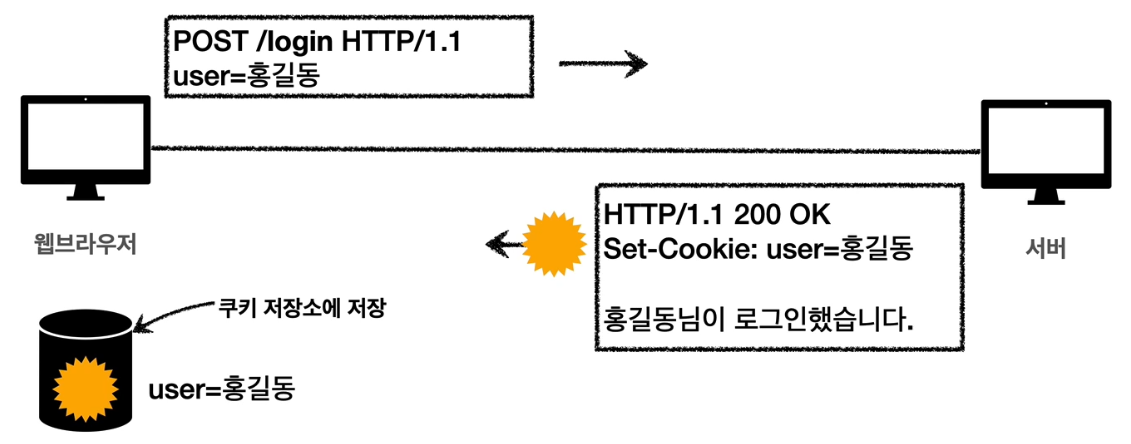 POST /login HTTP/1.1
user=홍길동
웹브라우저
서버
HTTP/1.1 200 OK
Set-Cookie: user=홍길동
홍길동님이 로그인했습니다.
쿠키 저장소에 저장
user=홍길동